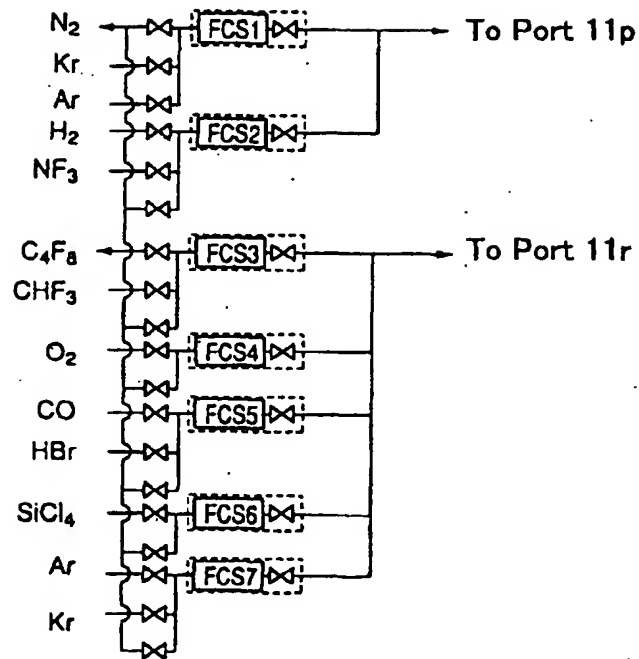 N₂ FCS1 To Port 11p
Kr
Ar
H₂ FCS2
NF₃
C₄F₈ FCS3 To Port 11r
CHF₃
O₂ FCS4
CO FCS5
HBr
SiCl₄ FCS6
Ar FCS7
Kr